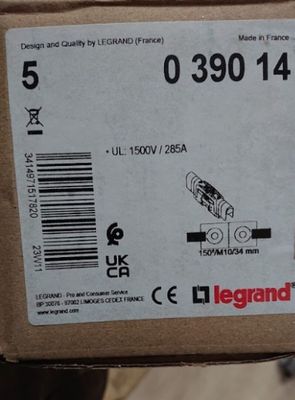 Design and Quality by LEGRAND (France)
Made in France
5
0 390 14
• UL: 1500V / 285A
3414971517820
23W11
150²/M10/34 mm
UK
CA
LEGRAND - Pro and Consumer Service
BP 30076 - 87002 LIMOGES CEDEX FRANCE
www.legrand.com
CE
legrand®